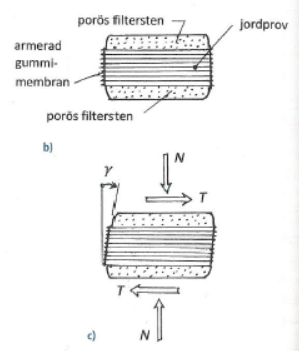 porös filtersten
jordprov
armerad
gummi-
membran
porös filtersten
b)
N
γ
T
T
N
c)